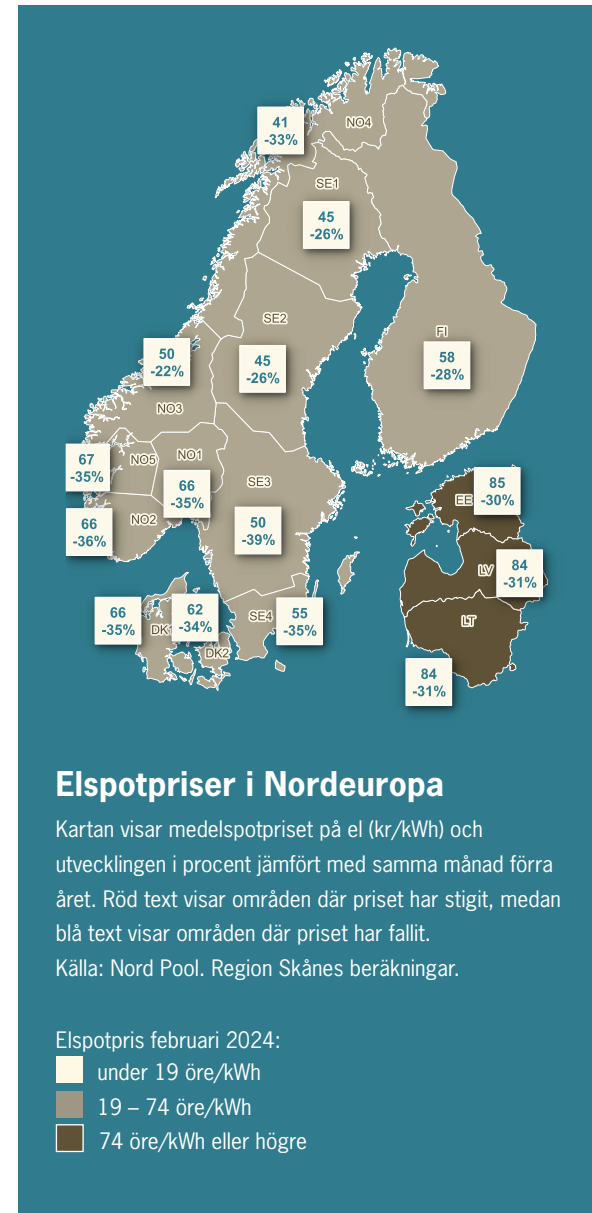 NO4
41
-33%
SE1
45
-26%
SE2
FI
50
-22%
45
-26%
58
-28%
NO3
67
-35%
NO5
NO1
SE3
85
-30%
EE
66
-35%
66
-36%
NO2
50
-39%
84
-31%
LV
66
-35%
62
-34%
55
-35%
SE4
LT
DK1
DK2
84
-31%
Elspotpriser i Nordeuropa
Kartan visar medelspotpriset på el (kr/kWh) och
utvecklingen i procent jämfört med samma månad förra
året. Röd text visar områden där priset har stigit, medan
blå text visar områden där priset har fallit.
Källa: Nord Pool. Region Skånes beräkningar.
Elspotpris februari 2024:
under 19 öre/kWh
19 – 74 öre/kWh
74 öre/kWh eller högre